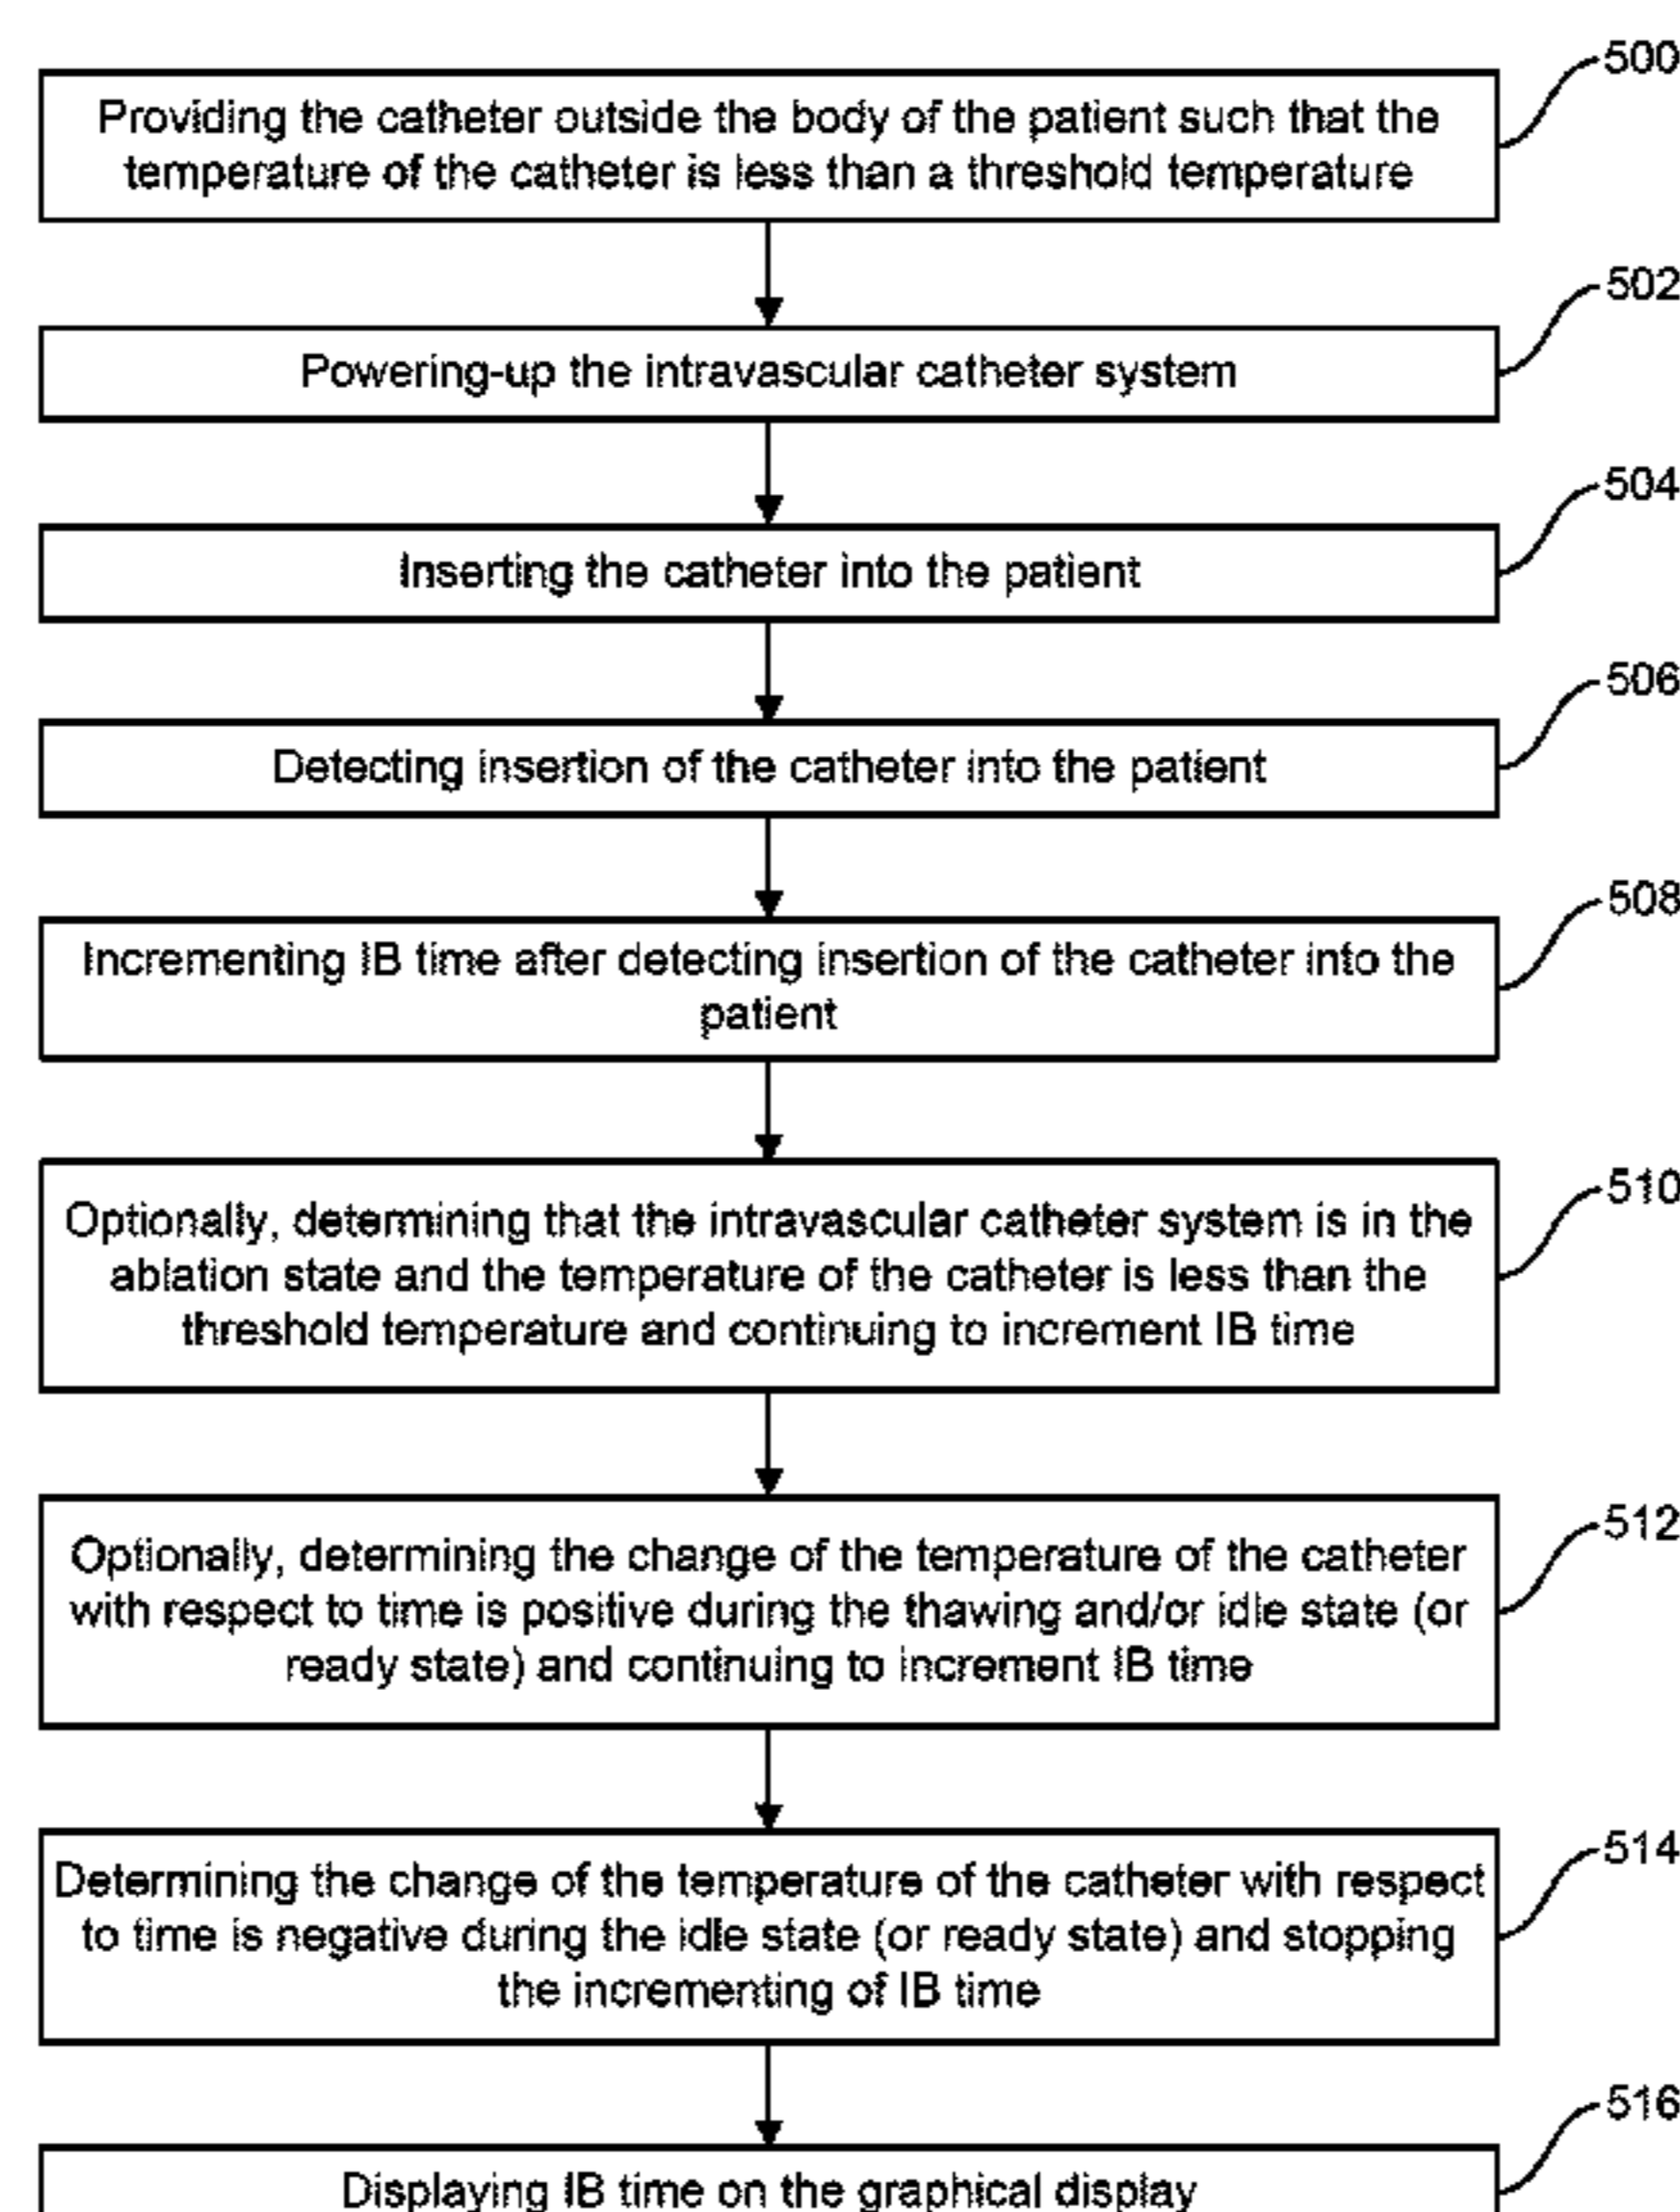 500
Providing the catheter outside the body of the patient such that the
temperature of the catheter is less than a threshold temperature
502
Powering-up the intravascular catheter system
504
Inserting the catheter into the patient
506
Detecting insertion of the catheter into the patient
508
Incrementing IB time after detecting insertion of the catheter into the
patient
510
Optionally, determining that the intravascular catheter system is in the
ablation state and the temperature of the catheter is less than the
threshold temperature and continuing to increment IB time
512
Optionally, determining the change of the temperature of the catheter
with respect to time is positive during the thawing and/or idle state (or
ready state) and continuing to increment IB time
514
Determining the change of the temperature of the catheter with respect
to time is negative during the idle state (or ready state) and stopping
the incrementing of IB time
516
Displaying IB time on the graphical display